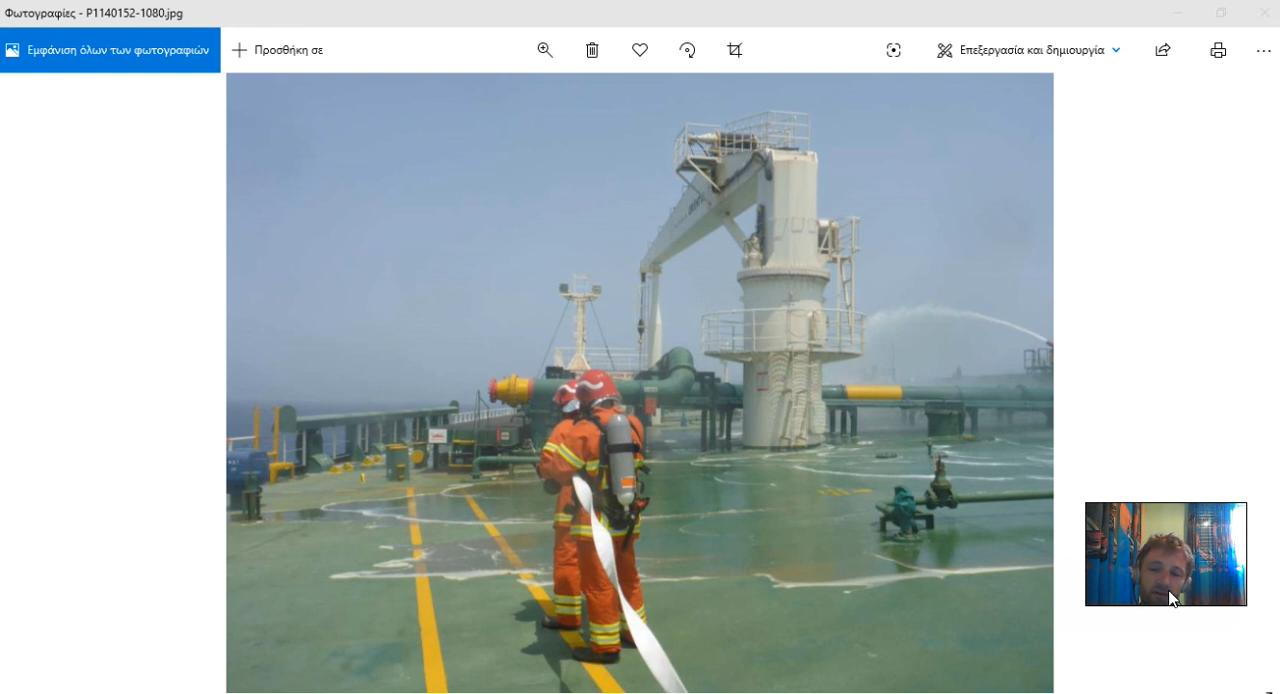 Φωτογραφίες - P1140152-1080.jpg
Εμφάνιση όλων των φωτογραφιών
Προσθήκη σε
Επεξεργασία και δημιουργία